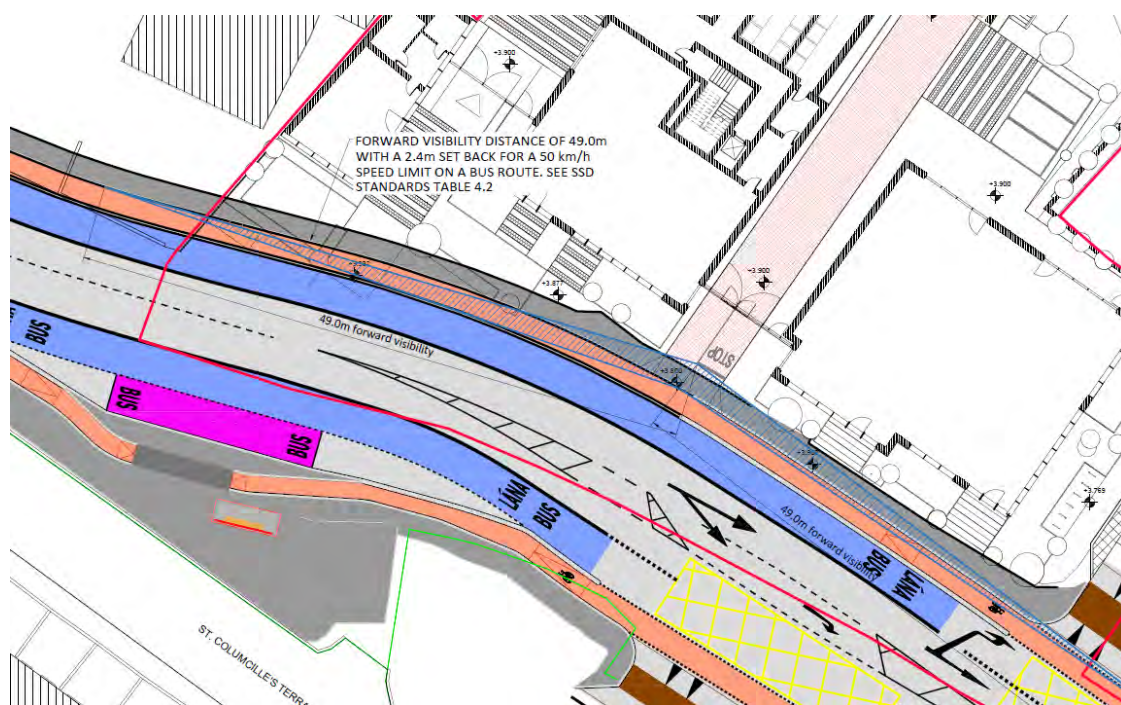 +3.900
FORWARD VISIBILITY DISTANCE OF 49.0m
WITH A 2.4m SET BACK FOR A 50 km/h
SPEED LIMIT ON A BUS ROUTE. SEE SSD
STANDARDS TABLE 4.2
+3.900
+3.900
+3.877
49.0m forward visibility
STOP
BUS
BUS
BUS
LÁNA
BUS
49.0m forward visibility
LÁNA
BUS
+3.769
ST. COLUMCILLE'S TERRA